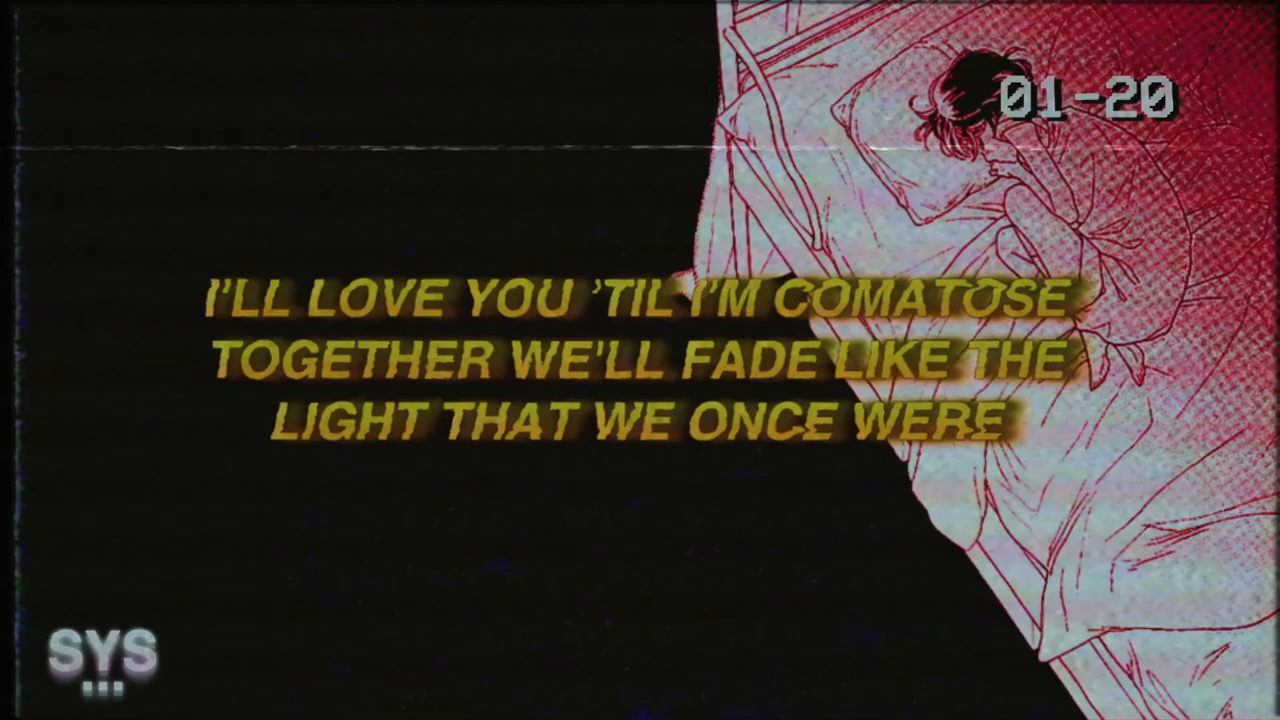 01-20
I'LL LOVE YOU 'TIL I'M COMATOSE
TOGETHER WE'LL FADE LIKE THE
LIGHT THAT WE ONCE WERE
SYS